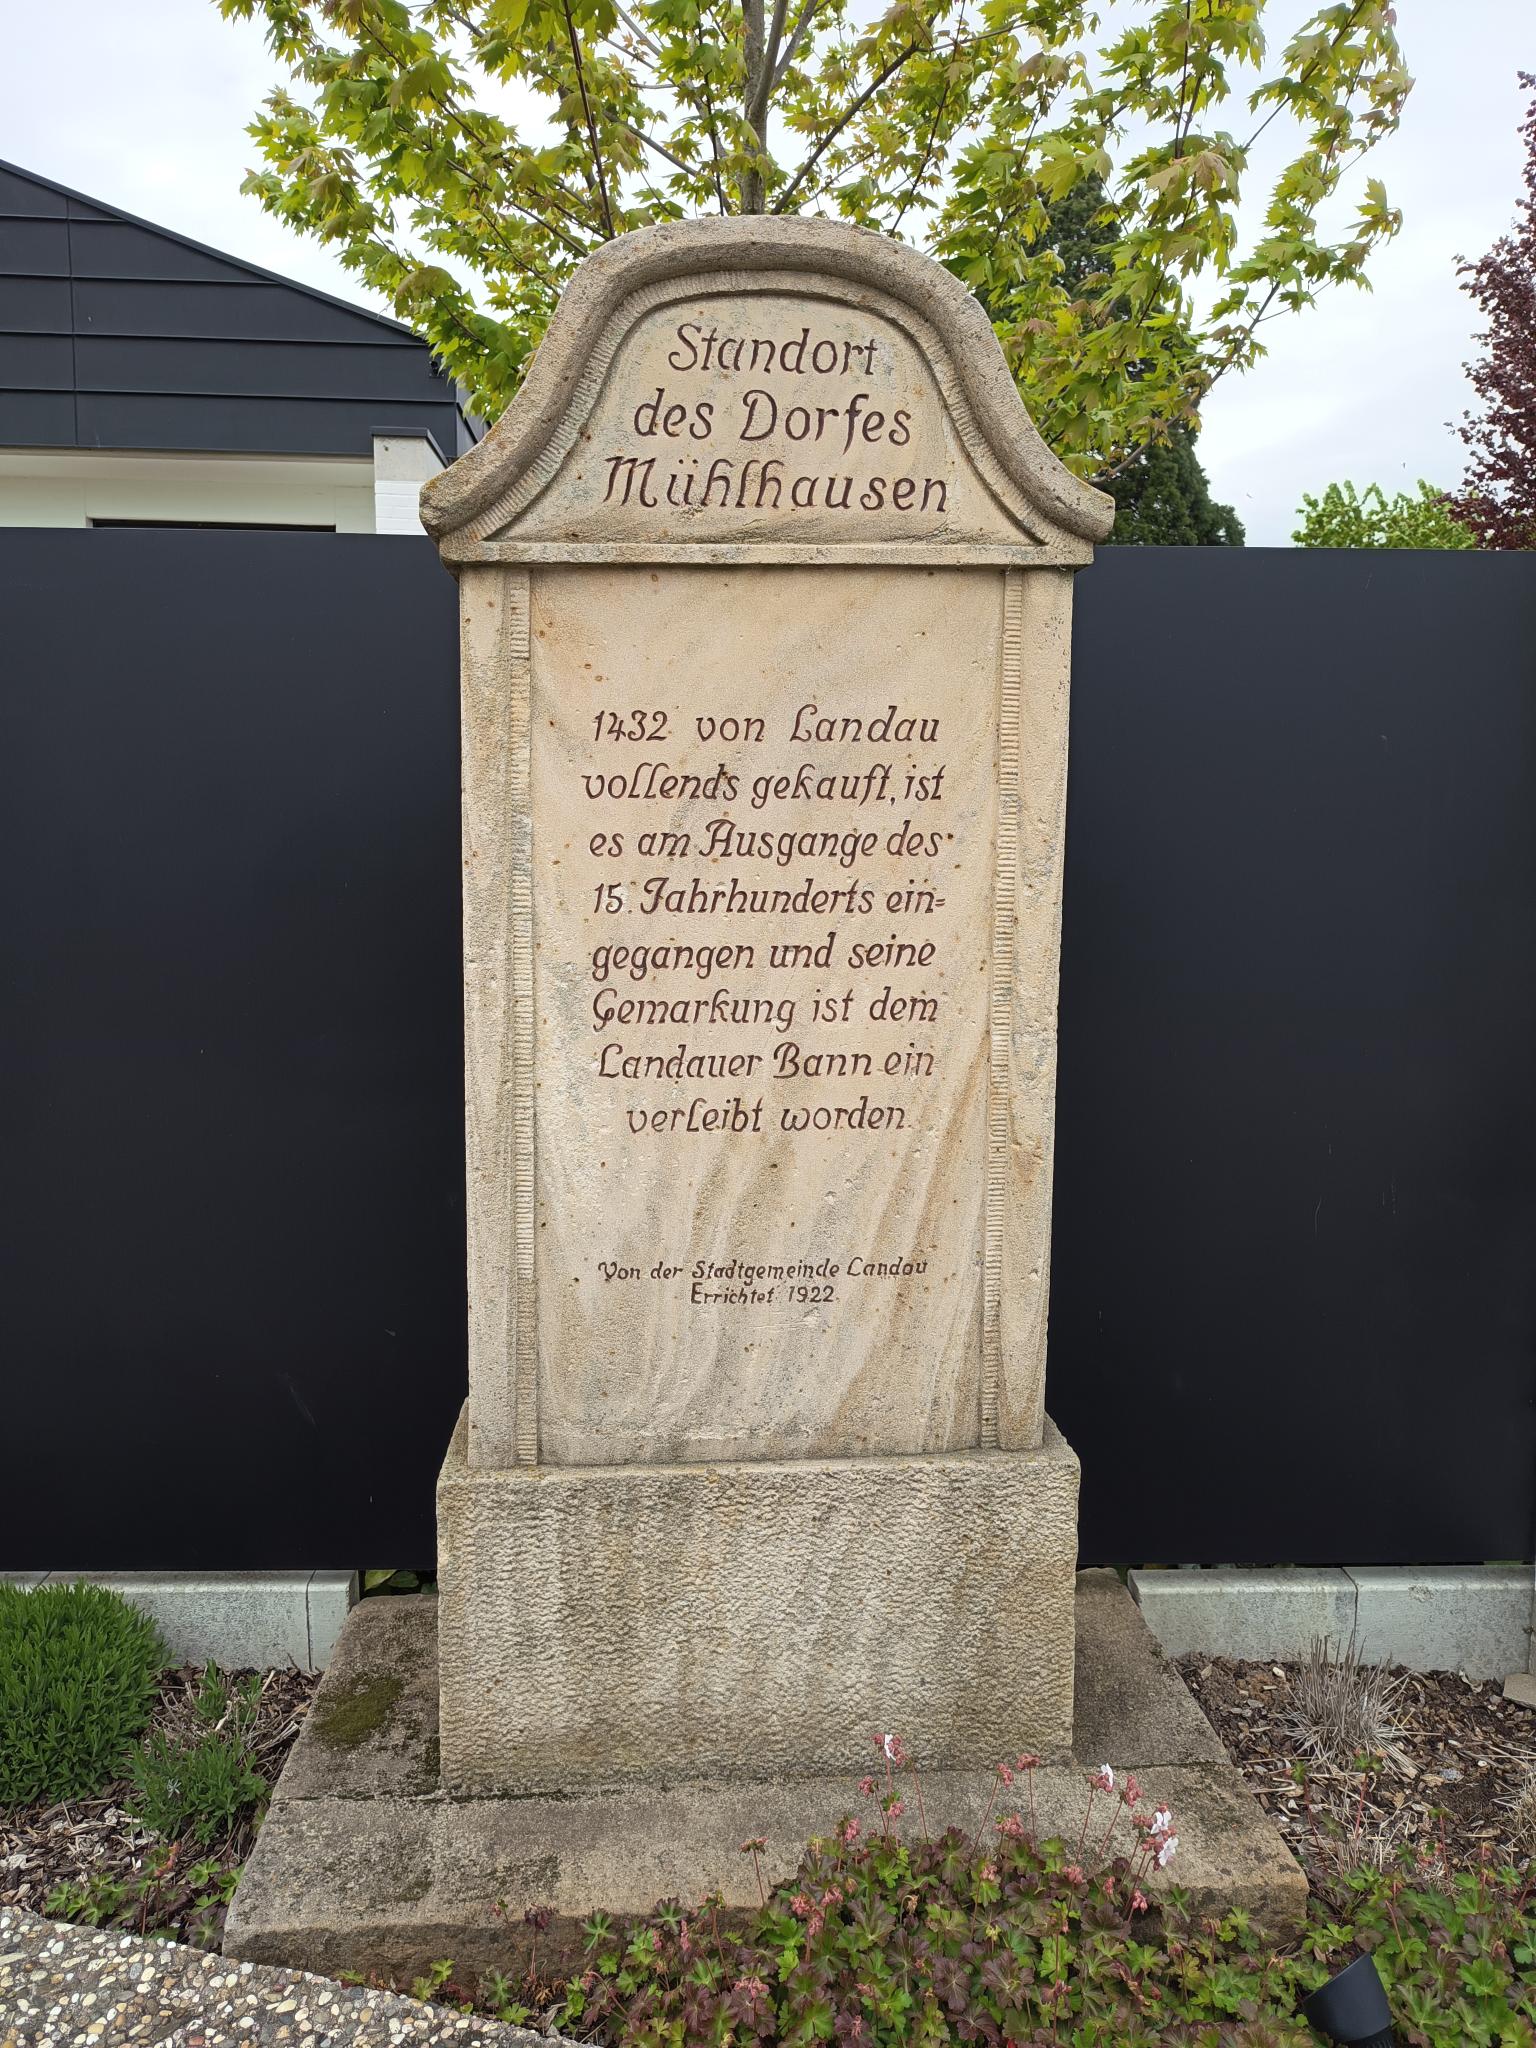 Standort
des Dorfes
Mühlhausen
1432 von Landau
vollends gekauft, ist
es am Ausgange des
15. Jahrhunderts ein=
gegangen und seine
Gemarkung ist dem
Landauer Bann ein
verleibt worden.
Von der Stadtgemeinde Landau
Errichtet 1922.